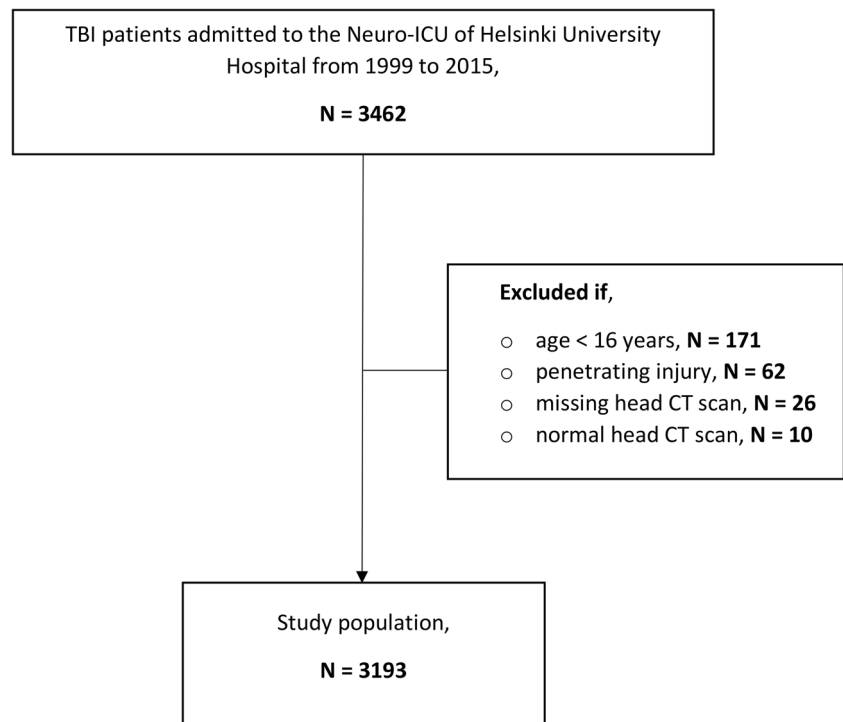 TBI patients admitted to the Neuro-ICU of Helsinki University
Hospital from 1999 to 2015,
N = 3462
Excluded if,
○ age < 16 years, N = 171
○ penetrating injury, N = 62
○ missing head CT scan, N = 26
○ normal head CT scan, N = 10
Study population,
N = 3193